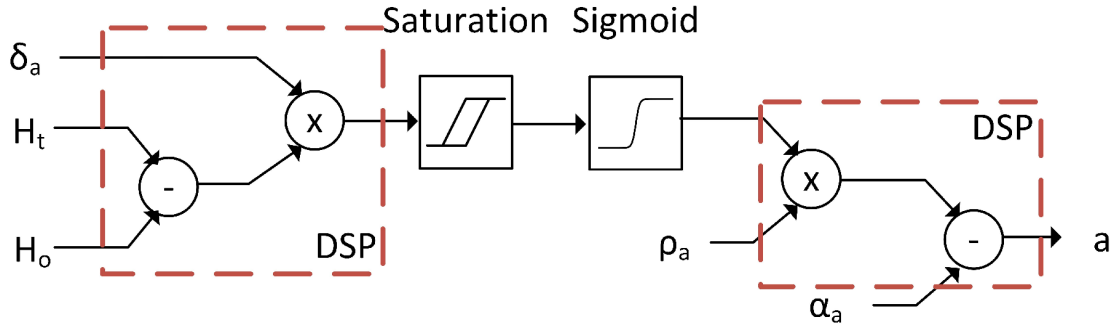 Saturation Sigmoid
δa
x
Ht
-
Ho
DSP
DSP
x
ρa
-
a
αa